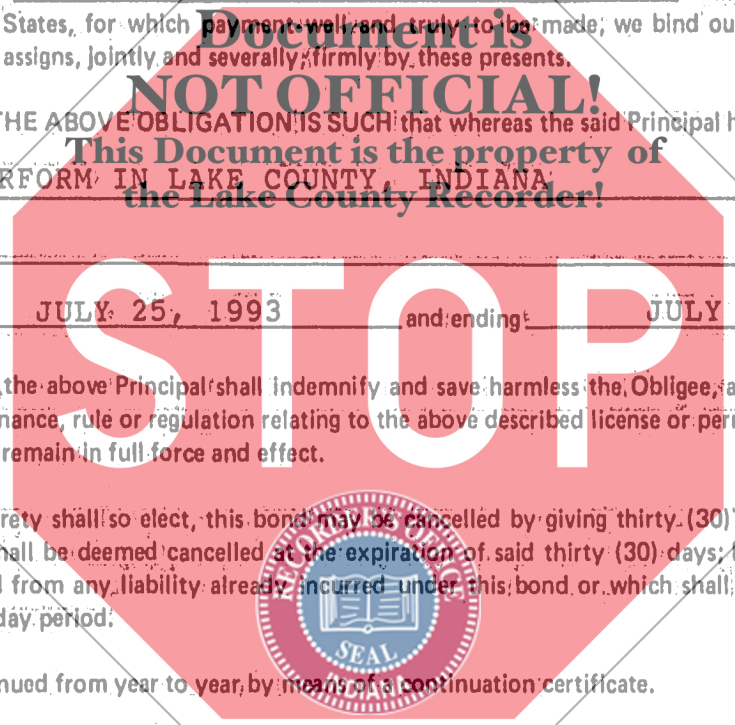 States, for which payment well and truly to be made, we bind ou
Document is
assigns, jointly and severally, firmly by these presents.
NOT OFFICIAL!
THE ABOVE OBLIGATION IS SUCH that whereas the said Principal h
This Document is the property of
RFORM IN LAKE COUNTY, INDIANA
the Lake County Recorder!
STOP
JULY 25, 1993 and ending JULY
the above Principal shall indemnify and save harmless the Obligee, a
nance, rule or regulation relating to the above described license or per
remain in full force and effect.
rety shall so elect, this bond may be cancelled by giving thirty (30)
hall be deemed cancelled at the expiration of said thirty (30) days;
from any liability already incurred under this bond or which shall
day period.
RECORDER'S OFFICE
SEAL
INDIANA
nued from year to year by means of a continuation certificate.